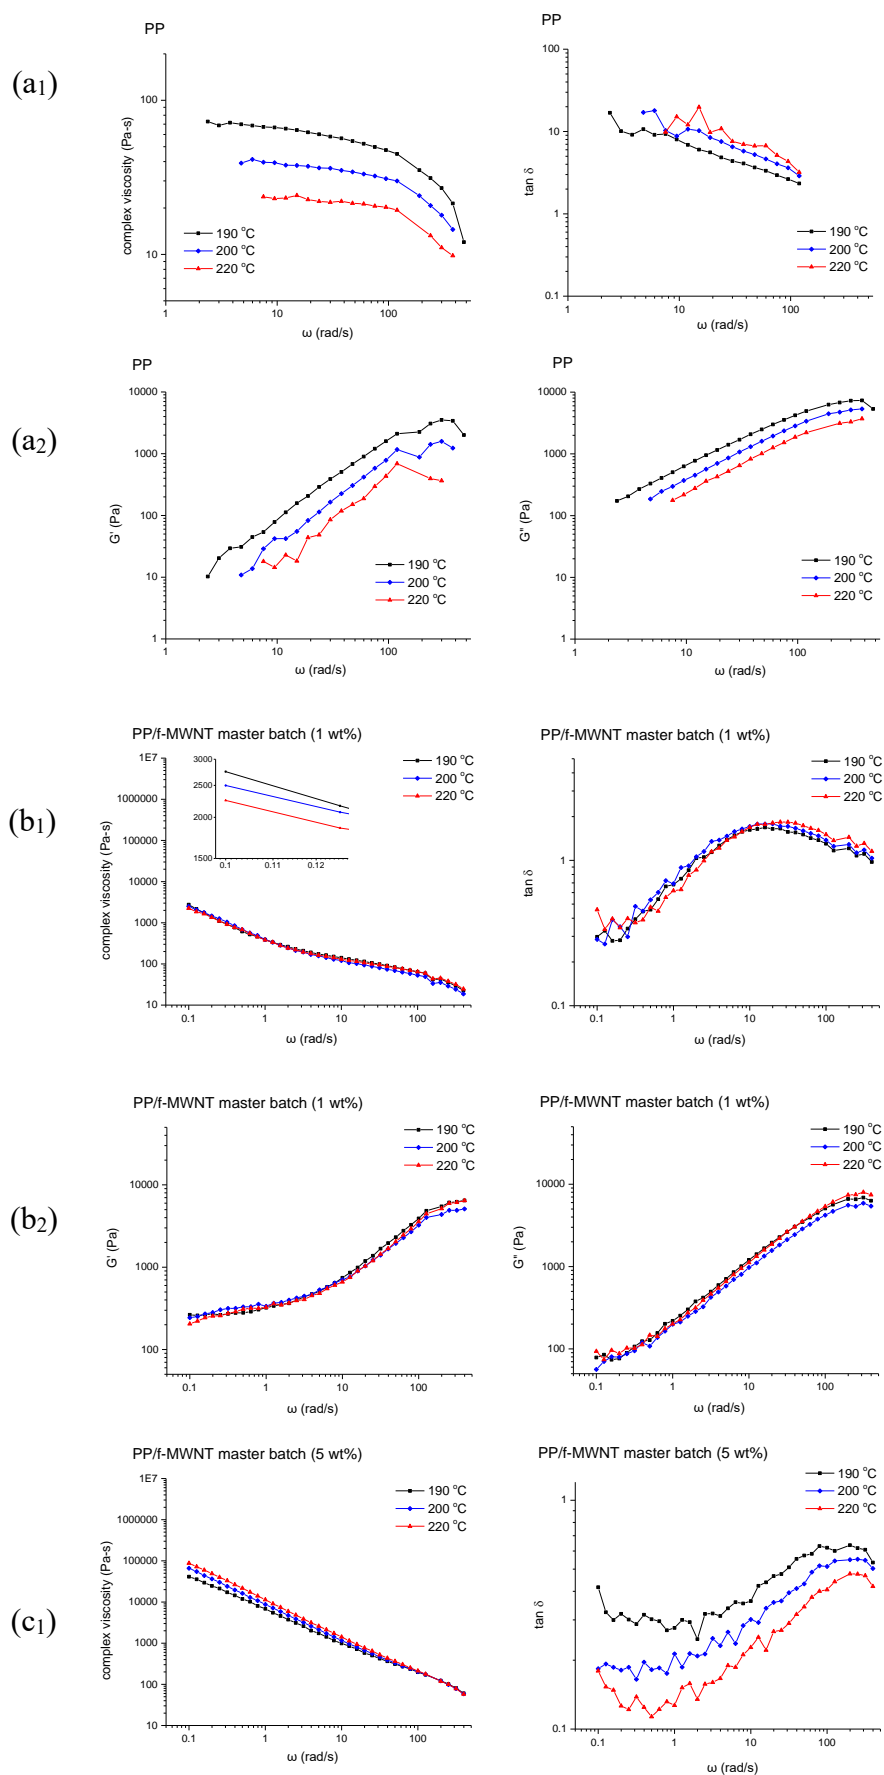 PP
PP
(a₁)
100
10
complex viscosity (Pa-s)
190 °C
200 °C
220 °C
1 10 100
ω (rad/s)
100
10
1
0.1
tan δ
190 °C
200 °C
220 °C
1 10 100
ω (rad/s)
PP
PP
(a₂)
10000
1000
100
10
1
G' (Pa)
190 °C
200 °C
220 °C
1 10 100
ω (rad/s)
10000
1000
100
10
1
G" (Pa)
190 °C
200 °C
220 °C
1 10 100
ω (rad/s)
PP/f-MWNT master batch (1 wt%)
PP/f-MWNT master batch (1 wt%)
(b₁)
1E7
1000000
100000
10000
1000
100
10
complex viscosity (Pa-s)
3000
2500
2000
1500
0.1 0.11 0.12
190 °C
200 °C
220 °C
0.1 1 10 100
ω (rad/s)
1
0.1
tan δ
190 °C
200 °C
220 °C
0.1 1 10 100
ω (rad/s)
PP/f-MWNT master batch (1 wt%)
PP/f-MWNT master batch (1 wt%)
(b₂)
10000
1000
100
G' (Pa)
190 °C
200 °C
220 °C
0.1 1 10 100
ω (rad/s)
10000
1000
100
G" (Pa)
190 °C
200 °C
220 °C
0.1 1 10 100
ω (rad/s)
PP/f-MWNT master batch (5 wt%)
PP/f-MWNT master batch (5 wt%)
(c₁)
1E7
1000000
100000
10000
1000
100
10
complex viscosity (Pa-s)
190 °C
200 °C
220 °C
0.1 1 10 100
ω (rad/s)
1
0.1
tan δ
190 °C
200 °C
220 °C
0.1 1 10 100
ω (rad/s)